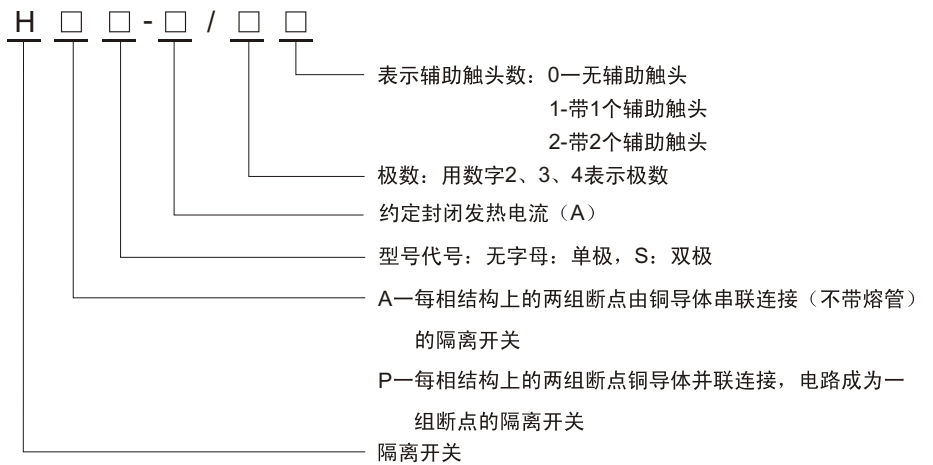 H□□-□/□□
表示辅助触头数：0一无辅助触头
1-带1个辅助触头
2-带2个辅助触头
极数：用数字2、3、4表示极数
约定封闭发热电流（A）
型号代号：无字母：单极，S：双极
A一每相结构上的两组断点由铜导体串联连接（不带熔管）
的隔离开关
P一每相结构上的两组断点铜导体并联连接，电路成为一
组断点的隔离开关
隔离开关